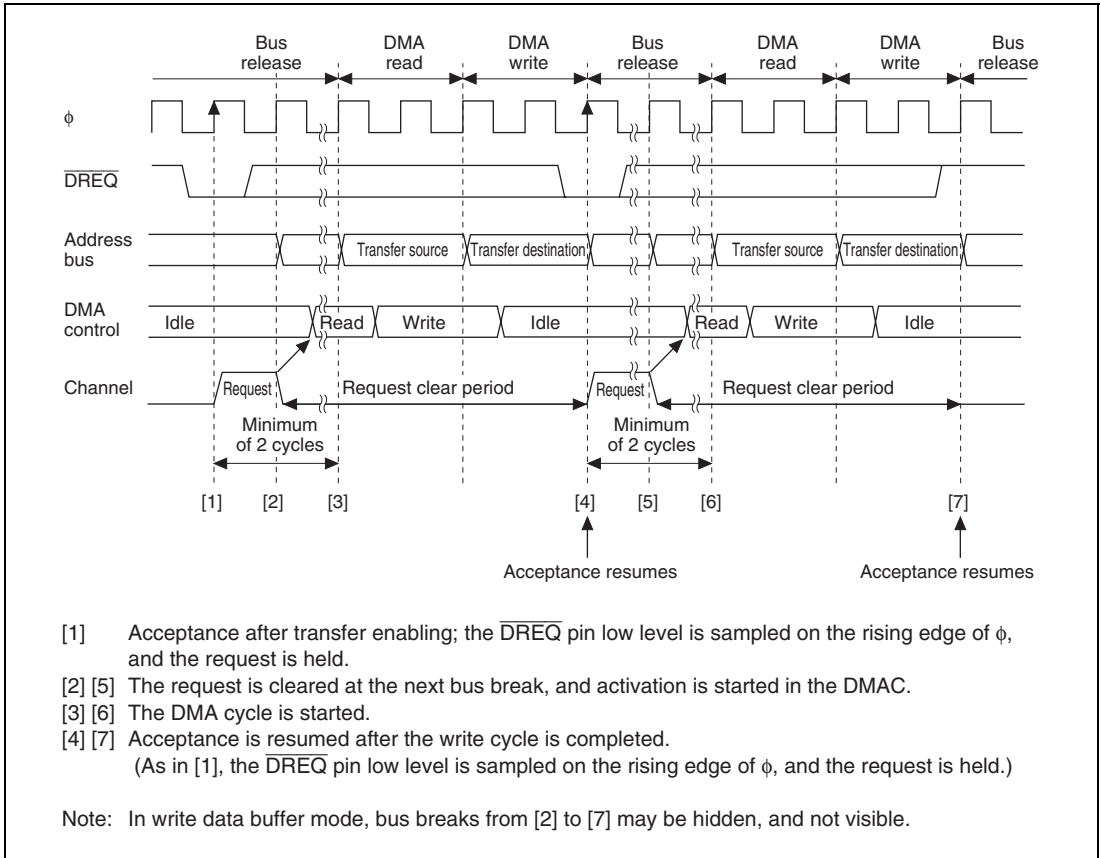 Bus release DMA read DMA write Bus release DMA read DMA write Bus release
ϕ
DREQ
Address bus Transfer source Transfer destination Transfer source Transfer destination
DMA control Idle Read Write Idle Read Write Idle
Channel Request Request clear period Request Request clear period
Minimum of 2 cycles Minimum of 2 cycles
[1] [2] [3] [4] [5] [6] [7]
Acceptance resumes Acceptance resumes
[1] Acceptance after transfer enabling; the DREQ pin low level is sampled on the rising edge of ϕ,
and the request is held.
[2] [5] The request is cleared at the next bus break, and activation is started in the DMAC.
[3] [6] The DMA cycle is started.
[4] [7] Acceptance is resumed after the write cycle is completed.
(As in [1], the DREQ pin low level is sampled on the rising edge of ϕ, and the request is held.)
Note: In write data buffer mode, bus breaks from [2] to [7] may be hidden, and not visible.